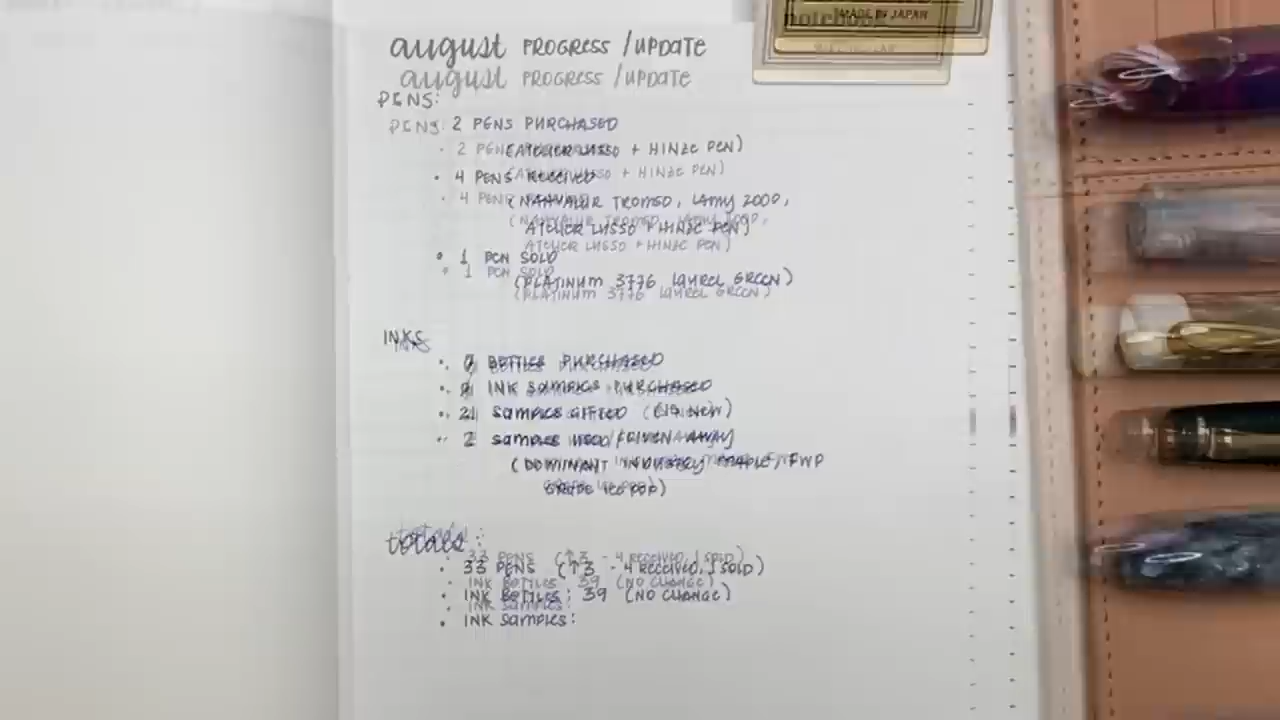 notebook
MADE IN JAPAN
august PROGRESS /UPDATE
PENS:
2 PENS PURCHASED
(ATELIER LUSSO + HINZE PEN)
4 PENS RECEIVED
(NAHVALUR TROMSO, LAMY 2000,
ATELIER LUSSO + HINZE PEN)
1 PEN SOLD
(PLATINUM 3776 LAUREL GREEN)
INKS
BOTTLES PURCHASED
INK SAMPLES PURCHASED
21 SAMPLES GIFTED
2 SAMPLES USED/GIVEN AWAY
(DOMINANT INDUSTRY MAPLE/FWP
GRAPE ICE POP)
totals:
33 PENS (↑3 - 4 RECEIVED, 1 SOLD)
INK BOTTLES: 39 (NO CHANGE)
INK SAMPLES: